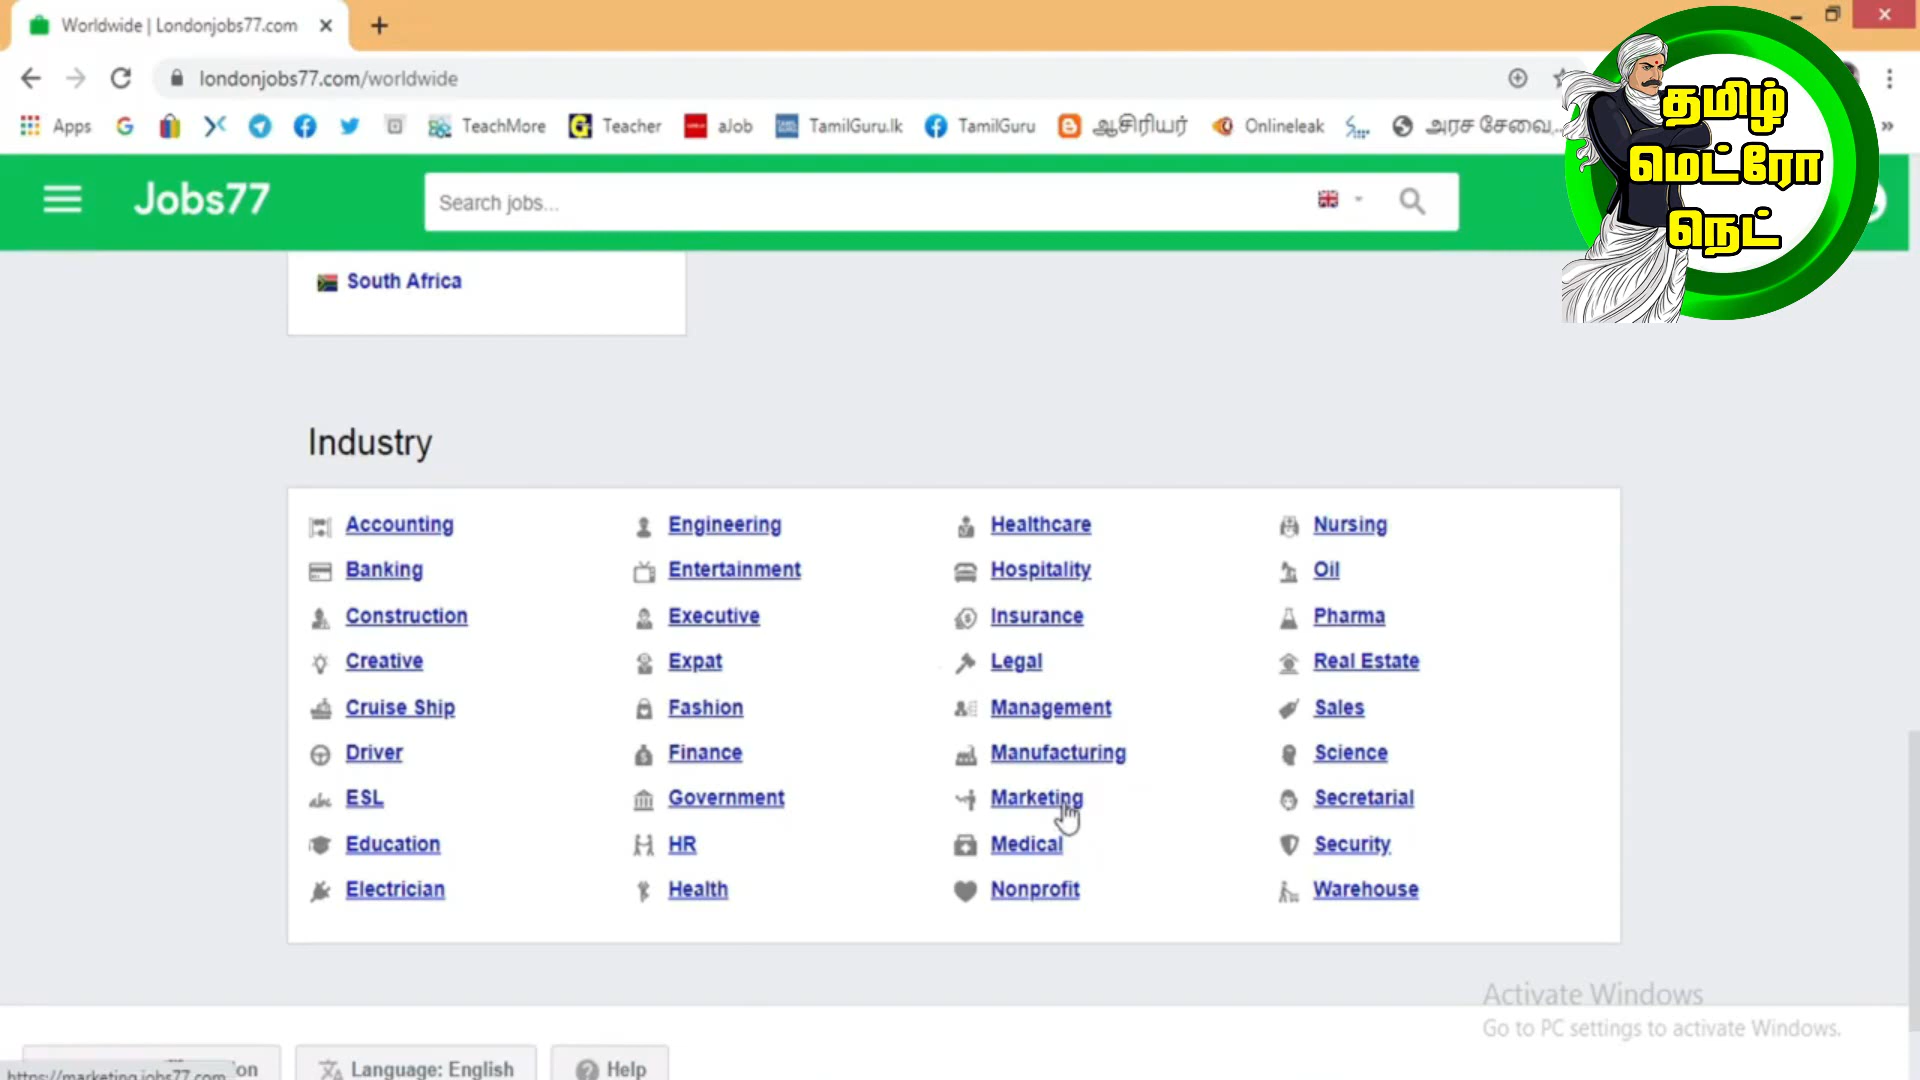 Worldwide | Londonjobs77.com
londonjobs77.com/worldwide
Apps TeachMore Teacher aJob TamilGuru.lk TamilGuru ஆசிரியர் Onlineleak அரச சேவை...
தமிழ்
மெட்ரோ
நெட்
Jobs77
Search jobs...
South Africa
Industry
Accounting Engineering Healthcare Nursing
Banking Entertainment Hospitality Oil
Construction Executive Insurance Pharma
Creative Expat Legal Real Estate
Cruise Ship Fashion Management Sales
Driver Finance Manufacturing Science
ESL Government Marketing Secretarial
Education HR Medical Security
Electrician Health Nonprofit Warehouse
Activate Windows
Go to PC settings to activate Windows.
Language: English Help
https://marketing.jobs77.com